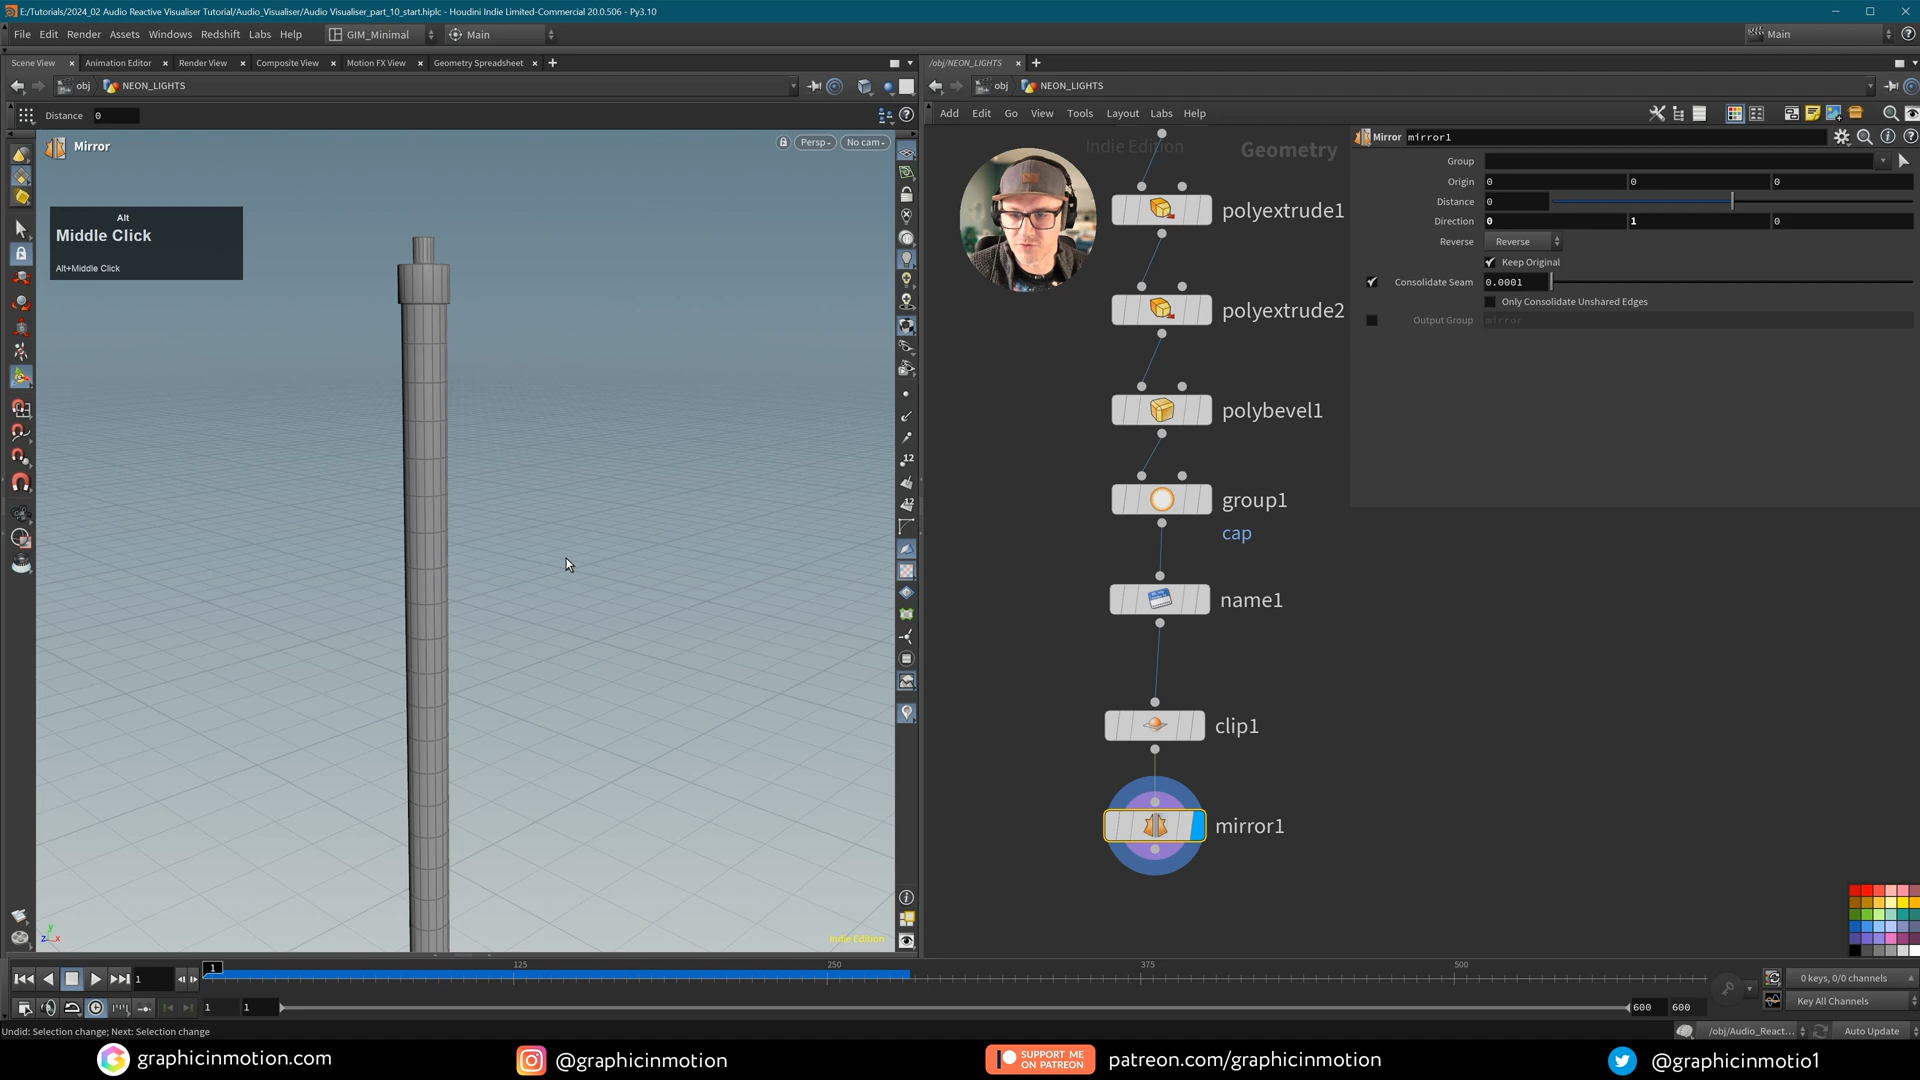 E:/Tutorials/2024_02 Audio Reactive Visualiser Tutorial/Audio_Visualiser/Audio Visualiser_part_10_start.hiplc - Houdini Indie Limited-Commercial 20.0.506 - Py3.10
File Edit Render Assets Windows Redshift Labs Help GIM_Minimal Main Main
Scene View Animation Editor Render View Composite View Motion FX View Geometry Spreadsheet
/obj/NEON_LIGHTS
obj NEON_LIGHTS
obj NEON_LIGHTS
Distance 0
Add Edit Go View Tools Layout Labs Help
Mirror
Persp No cam
Alt
Middle Click
Alt+Middle Click
Indie Edition
Indie Edition
Geometry
polyextrude1
polyextrude2
polybevel1
group1
cap
name1
clip1
mirror1
Mirror mirror1
Group
Origin 0 0 0
Distance 0
Direction 0 1 0
Reverse Reverse
Keep Original
Consolidate Seam 0.0001
Only Consolidate Unshared Edges
Output Group mirror
12
12
y
z x
1
1
125 250 375 500
1 1 600 600
0 keys, 0/0 channels
Key All Channels
Undid: Selection change; Next: Selection change
/obj/Audio_React... Auto Update
graphicinmotion.com
@graphicinmotion
SUPPORT ME
ON PATREON
patreon.com/graphicinmotion
@graphicinmotio1